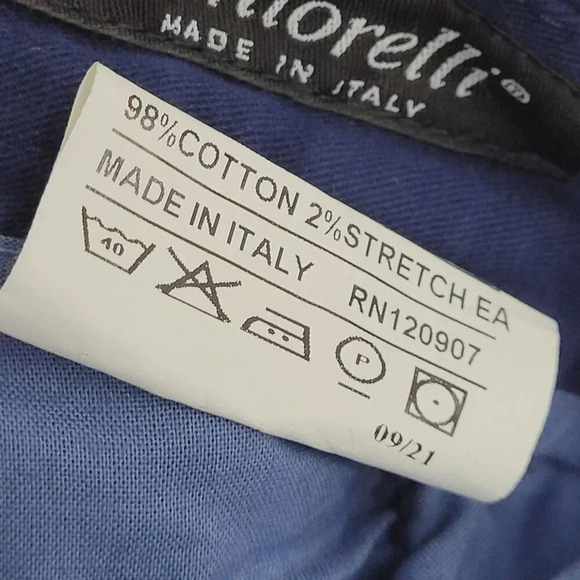 MADE IN ITALY
98%COTTON 2%STRETCH EA
MADE IN ITALY RN120907
40
P
09/21